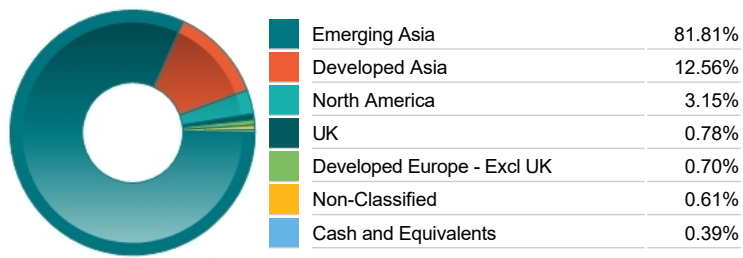 Emerging Asia 81.81%
Developed Asia 12.56%
North America 3.15%
UK 0.78%
Developed Europe - Excl UK 0.70%
Non-Classified 0.61%
Cash and Equivalents 0.39%